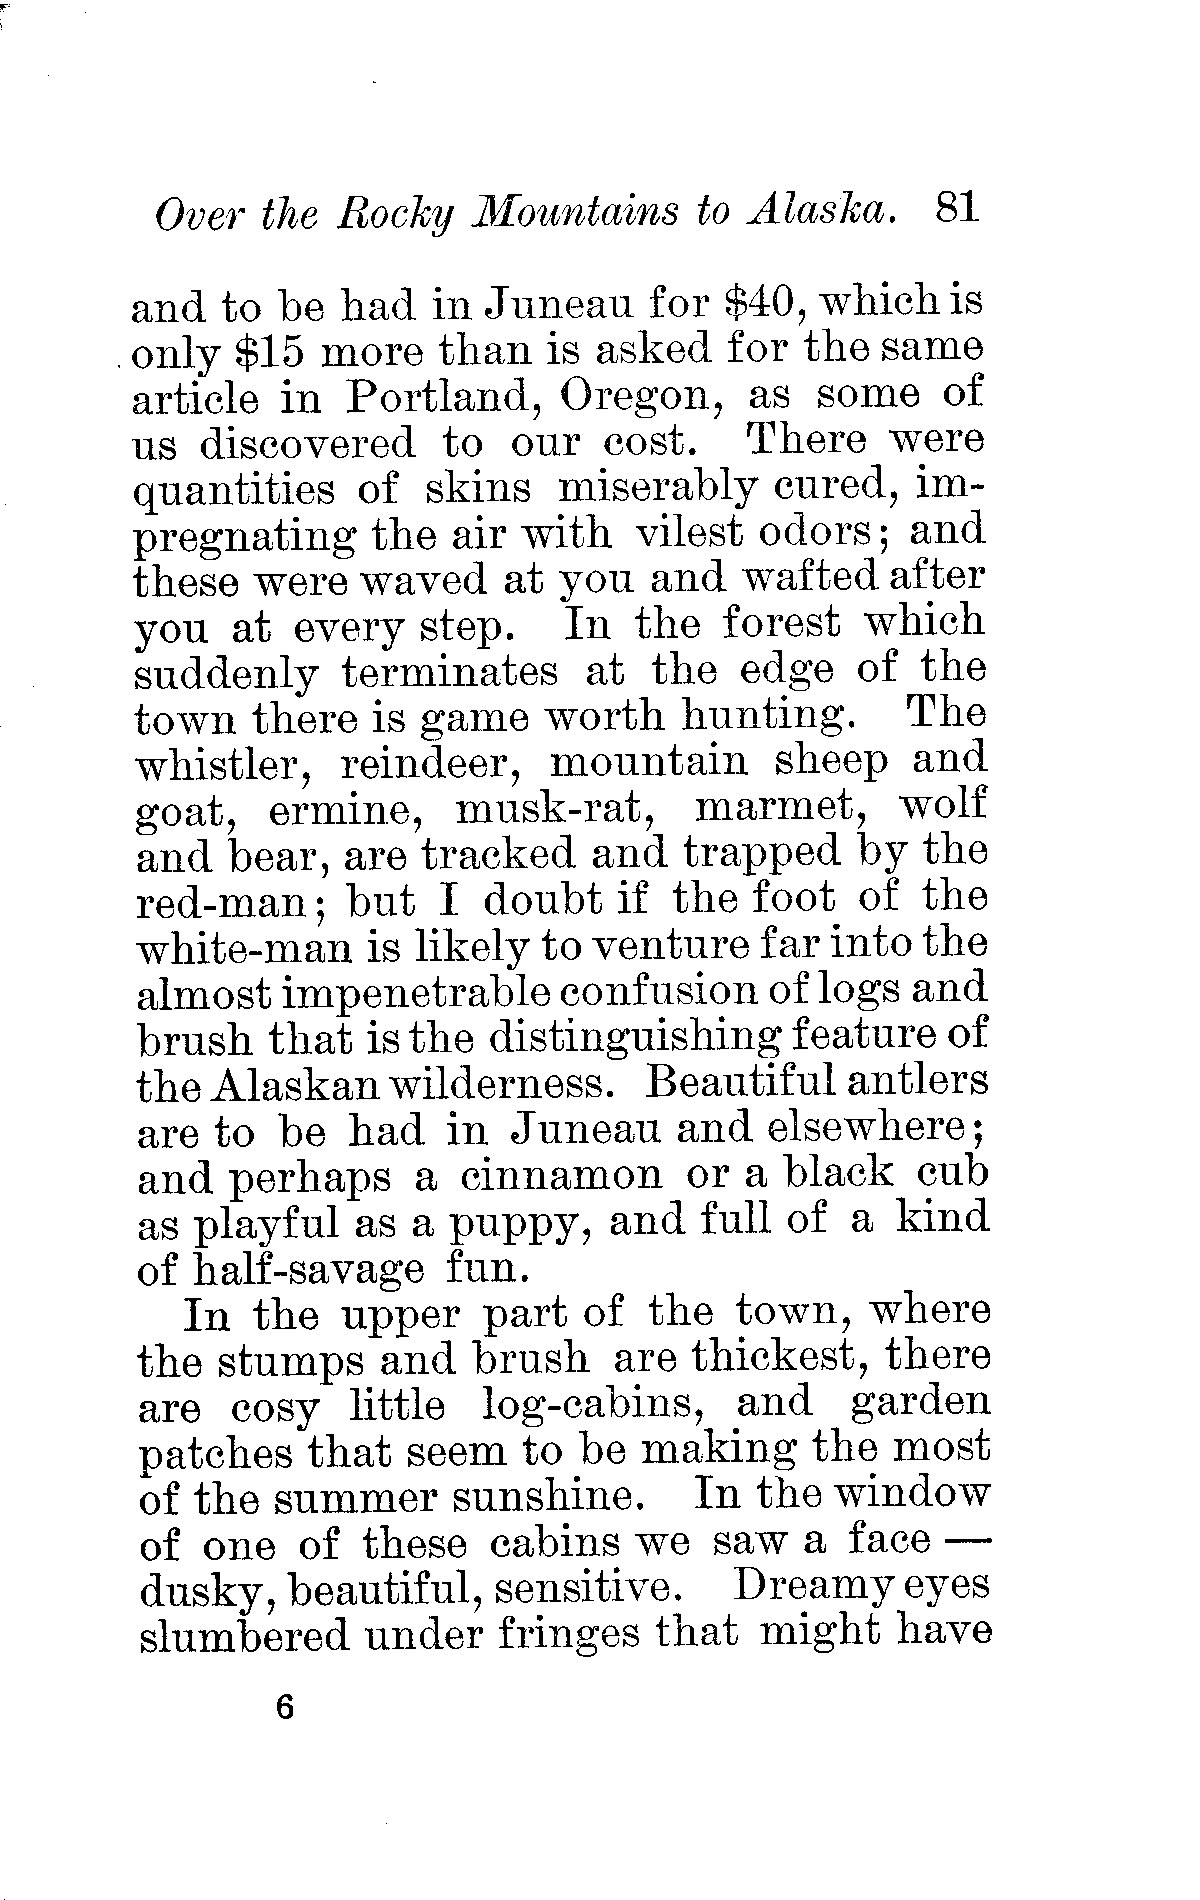 Over the Rocky Mountains to Alaska. 81
and to be had in Juneau for $40, which is
only $15 more than is asked for the same
article in Portland, Oregon, as some of
us discovered to our cost. There were
quantities of skins miserably cured, im-
pregnating the air with vilest odors; and
these were waved at you and wafted after
you at every step. In the forest which
suddenly terminates at the edge of the
town there is game worth hunting. The
whistler, reindeer, mountain sheep and
goat, ermine, musk-rat, marmet, wolf
and bear, are tracked and trapped by the
red-man; but I doubt if the foot of the
white-man is likely to venture far into the
almost impenetrable confusion of logs and
brush that is the distinguishing feature of
the Alaskan wilderness. Beautiful antlers
are to be had in Juneau and elsewhere;
and perhaps a cinnamon or a black cub
as playful as a puppy, and full of a kind
of half-savage fun.
In the upper part of the town, where
the stumps and brush are thickest, there
are cosy little log-cabins, and garden
patches that seem to be making the most
of the summer sunshine. In the window
of one of these cabins we saw a face —
dusky, beautiful, sensitive. Dreamy eyes
slumbered under fringes that might have
6